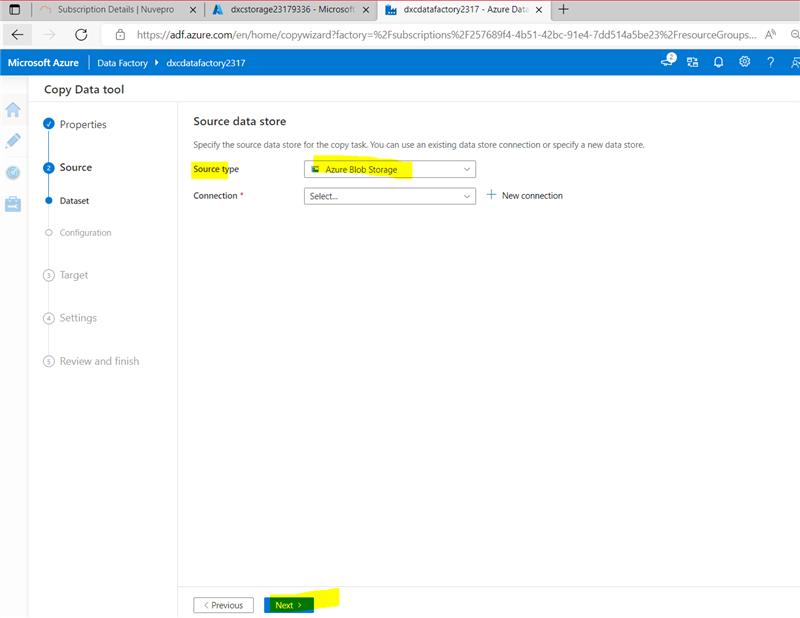 Subscription Details | Nuvepro
dxcstorage23179336 - Microsoft
dxcdatafactory2317 - Azure Data
https://adf.azure.com/en/home/copywizard?factory=%2Fsubscriptions%2F257689f4-4b51-42bc-91e4-7dd514a5be23%2FresourceGroups...
Microsoft Azure
Data Factory
dxcdatafactory2317
2
Copy Data tool
Properties
2 Source
Dataset
Configuration
3 Target
4 Settings
5 Review and finish
Source data store
Specify the source data store for the copy task. You can use an existing data store connection or specify a new data store.
Source type
Azure Blob Storage
Connection *
Select...
New connection
< Previous
Next >